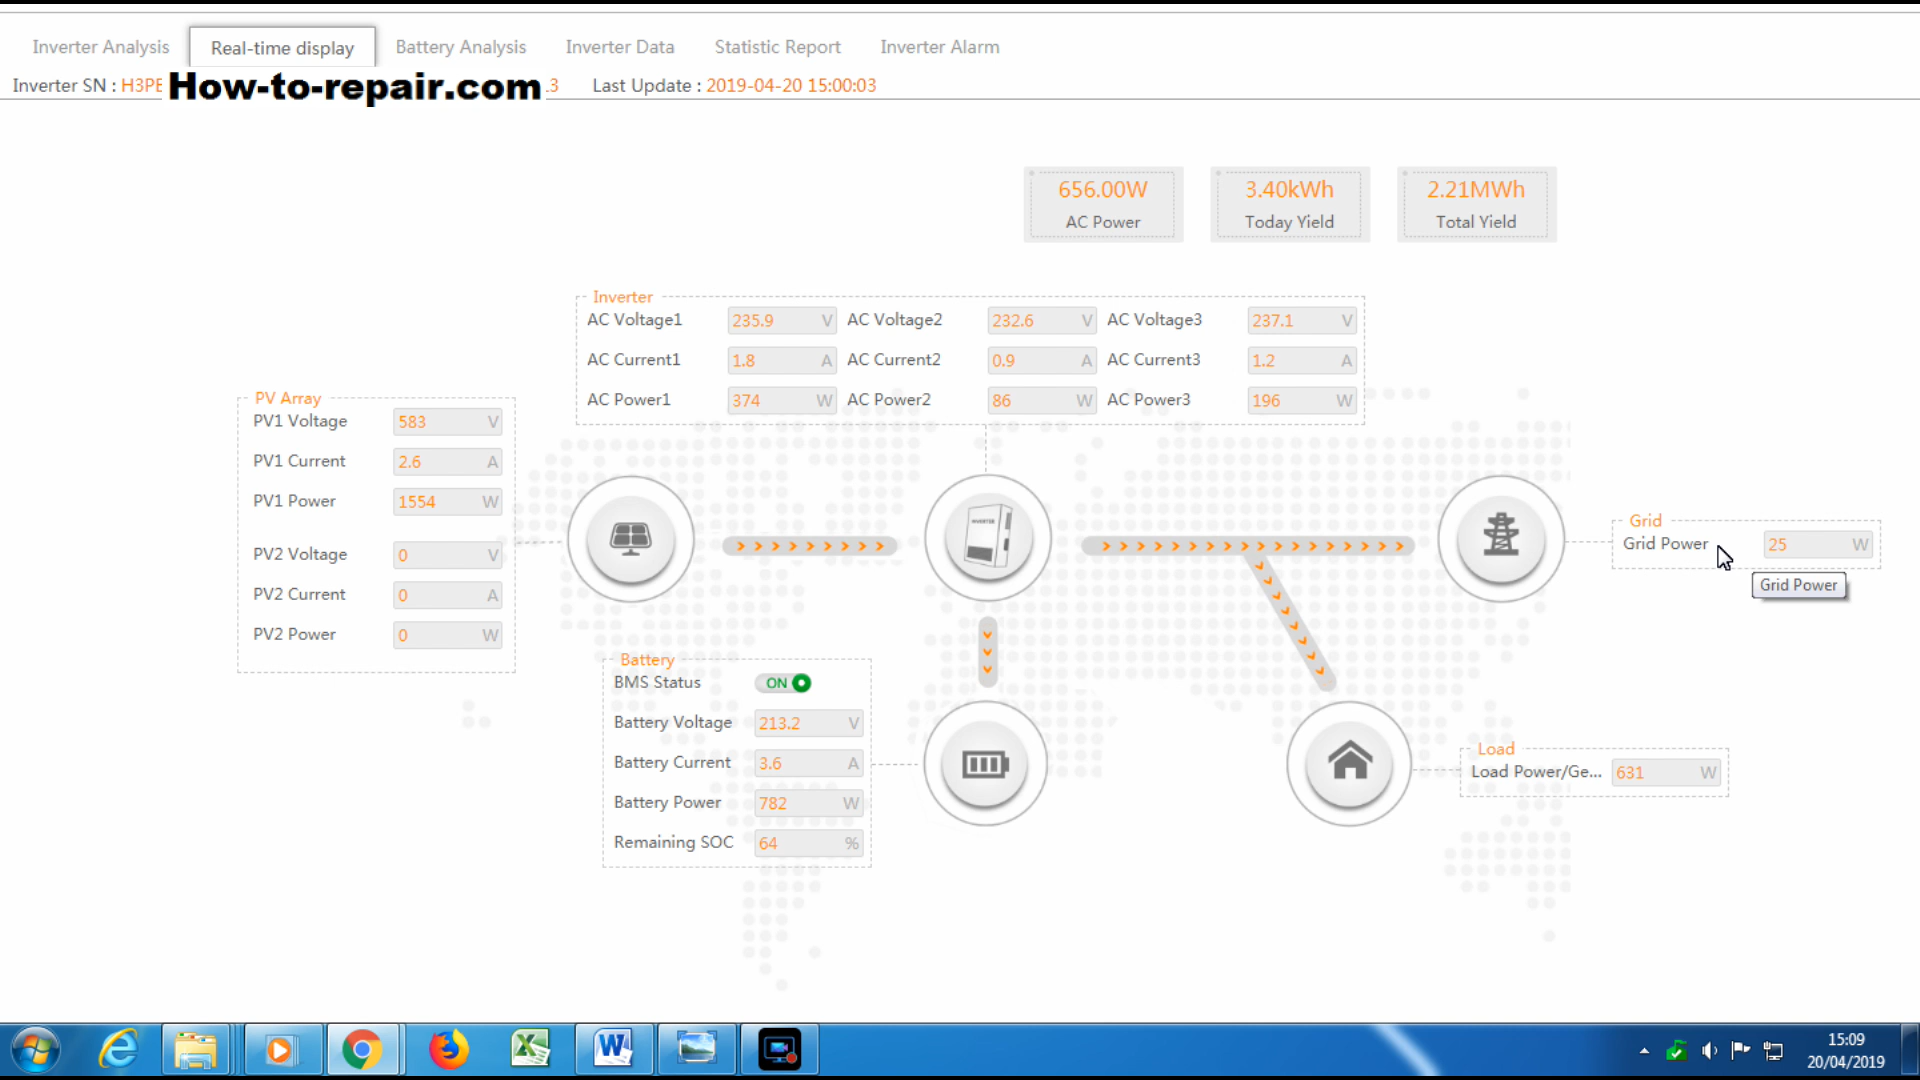 Inverter Analysis Real-time display Battery Analysis Inverter Data Statistic Report Inverter Alarm
Inverter SN : H3PE How-to-repair.com .3 Last Update : 2019-04-20 15:00:03
656.00W 3.40kWh 2.21MWh
AC Power Today Yield Total Yield
Inverter
AC Voltage1 235.9 V AC Voltage2 232.6 V AC Voltage3 237.1 V
AC Current1 1.8 A AC Current2 0.9 A AC Current3 1.2 A
AC Power1 374 W AC Power2 86 W AC Power3 196 W
PV Array
PV1 Voltage 583 V
PV1 Current 2.6 A
PV1 Power 1554 W
PV2 Voltage 0 V
PV2 Current 0 A
PV2 Power 0 W
INVERTER
Grid
Grid Power 25 W
Grid Power
Battery
BMS Status ON
Battery Voltage 213.2 V
Battery Current 3.6 A
Battery Power 782 W
Remaining SOC 64 %
Load
Load Power/Ge... 631 W
15:09
20/04/2019